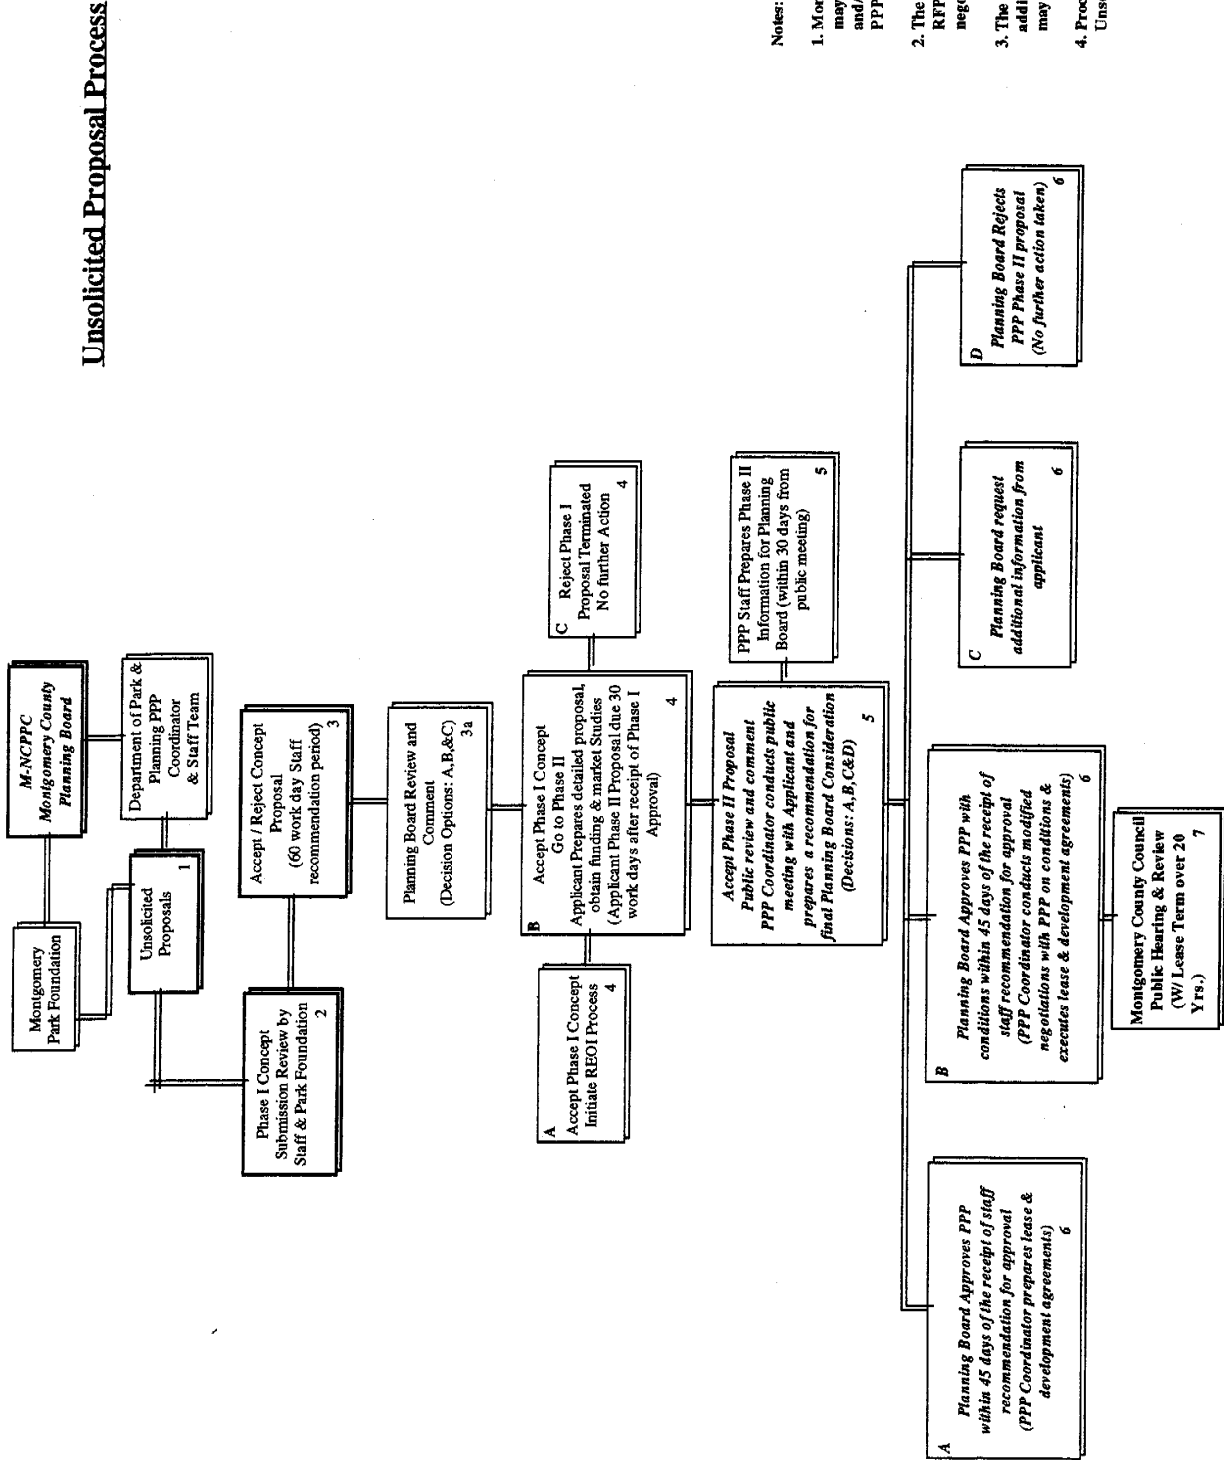 Unsolicited Proposal Process
M-NCPPC
Montgomery County
Planning Board
Montgomery
Park Foundation
Department of Park &
Planning PPP
Coordinator
& Staff Team
Unsolicited
Proposals
1
Phase I Concept
Submission Review by
Staff & Park Foundation
2
Accept / Reject Concept
Proposal
(60 work day Staff
recommendation period)
3
Planning Board Review and
Comment
(Decision Options: A,B,&C)
3a
A
Accept Phase I Concept
Initiate REOI Process
4
B
Accept Phase I Concept
Go to Phase II
Applicant Prepares detailed proposal,
obtain funding & market Studies
(Applicant Phase II Proposal due 30
work days after receipt of Phase I
Approval)
4
C
Reject Phase I
Proposal Terminated
No further Action
4
Accept Phase II Proposal
Public review and comment
PPP Coordinator conducts public
meeting with Applicant and
prepares a recommendation for
final Planning Board Consideration
(Decisions: A,B,C&D)
5
PPP Staff Prepares Phase II
Information for Planning
Board (within 30 days from
public meeting)
5
A
Planning Board Approves PPP
within 45 days of the receipt of staff
recommendation for approval
(PPP Coordinator prepares lease &
development agreements)
6
B
Planning Board Approves PPP with
conditions within 45 days of the receipt of
staff recommendation for approval
(PPP Coordinator conducts modified
negotiations with PPP on conditions &
executes lease & development agreements)
6
C
Planning Board request
additional information from
applicant
6
D
Planning Board Rejects
PPP Phase II proposal
(No further action taken)
6
Montgomery County Council
Public Hearing & Review
(W/ Lease Term over 20
Yrs.)
7
Notes:
1. Mor
may
and/
PPP
2. The
RFP
nego
3. The
addi
may
4. Proc
Unso